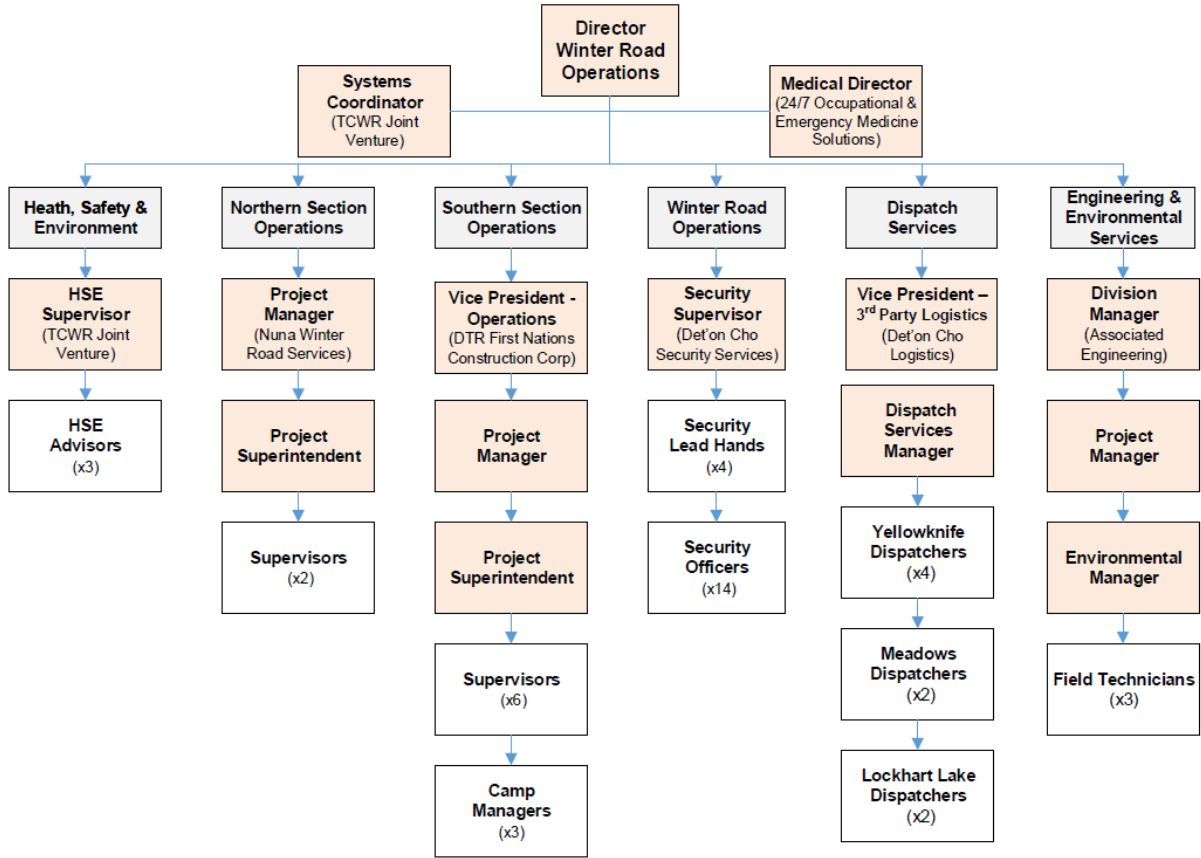 Director
Winter Road
Operations
Systems
Coordinator
(TCWR Joint
Venture)
Medical Director
(24/7 Occupational &
Emergency Medicine
Solutions)
Heath, Safety &
Environment
Northern Section
Operations
Southern Section
Operations
Winter Road
Operations
Dispatch
Services
Engineering &
Environmental
Services
HSE
Supervisor
(TCWR Joint
Venture)
Project
Manager
(Nuna Winter
Road Services)
Vice President -
Operations
(DTR First Nations
Construction Corp)
Security
Supervisor
(Det'on Cho
Security Services)
Vice President –
3rd Party Logistics
(Det'on Cho
Logistics)
Division
Manager
(Associated
Engineering)
HSE
Advisors
(x3)
Project
Superintendent
Project
Manager
Security
Lead Hands
(x4)
Dispatch
Services
Manager
Project
Manager
Supervisors
(x2)
Project
Superintendent
Security
Officers
(x14)
Yellowknife
Dispatchers
(x4)
Environmental
Manager
Supervisors
(x6)
Meadows
Dispatchers
(x2)
Field Technicians
(x3)
Camp
Managers
(x3)
Lockhart Lake
Dispatchers
(x2)